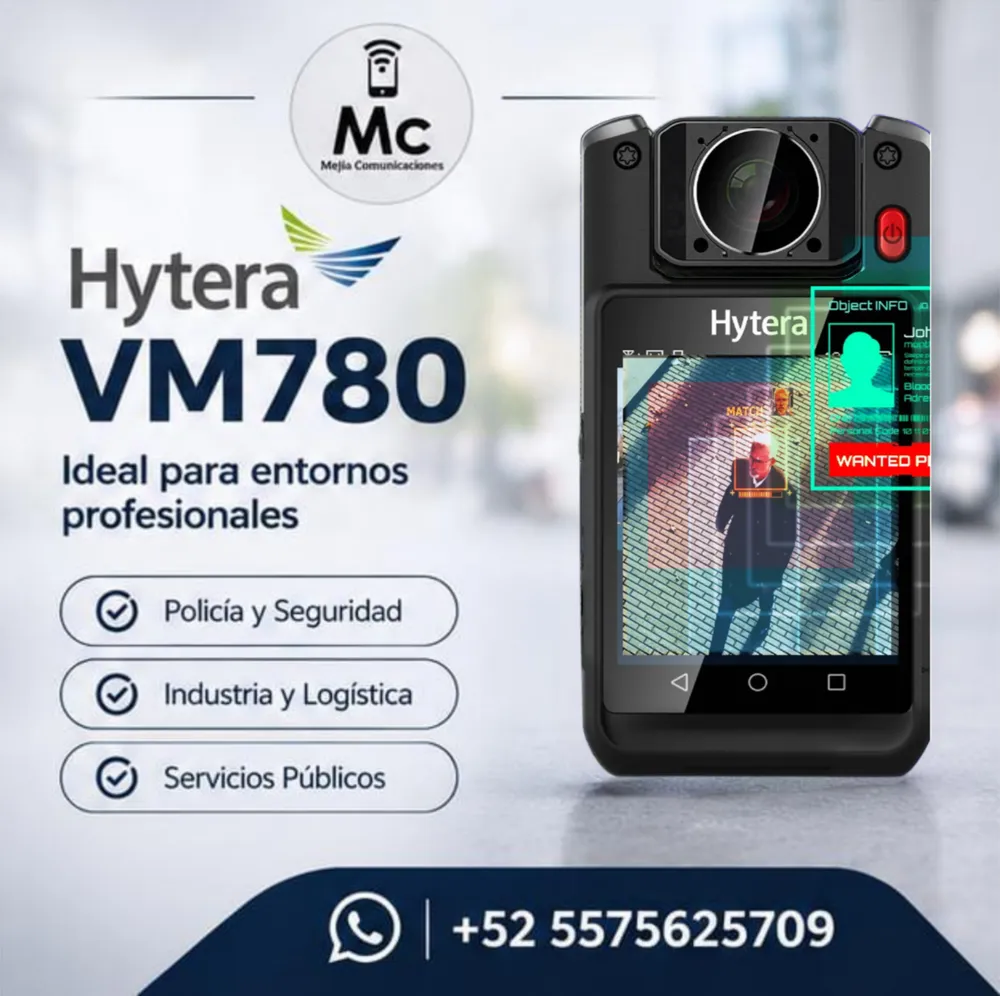 Mc
Mejía Comunicaciones
Hytera
VM780
Ideal para entornos
profesionales
Policía y Seguridad
Industria y Logística
Servicios Públicos
Hytera
MATCH
Object INFO
WANTED
+52 5575625709